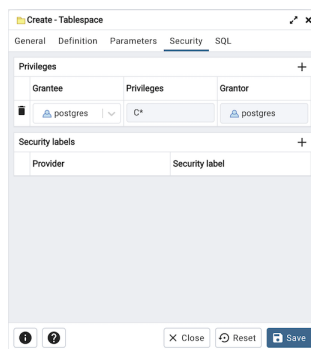 Create - Tablespace
General Definition Parameters Security SQL
Privileges
Grantee Privileges Grantor
postgres C* postgres
Security labels
Provider Security label
Close Reset Save